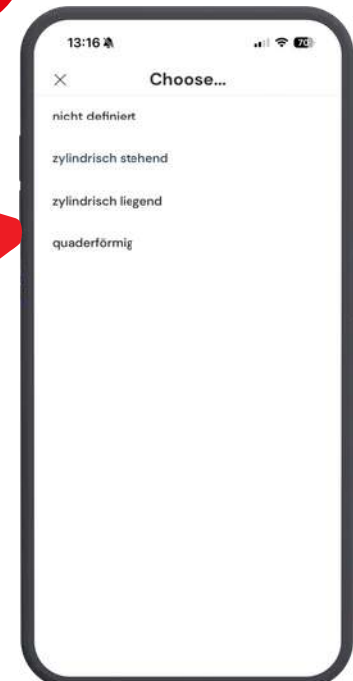 13:16
70
Choose...
nicht definiert
zylindrisch stehend
zylindrisch liegend
quaderförmig